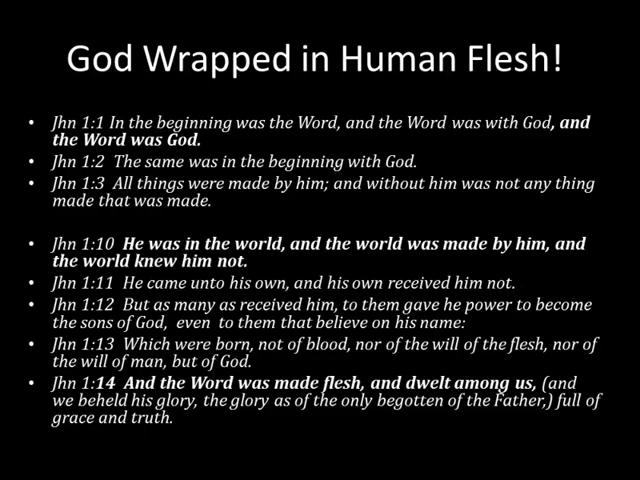 God Wrapped in Human Flesh!
• Jhn 1:1 In the beginning was the Word, and the Word was with God, and
the Word was God.
• Jhn 1:2 The same was in the beginning with God.
• Jhn 1:3 All things were made by him; and without him was not any thing
made that was made.
• Jhn 1:10 He was in the world, and the world was made by him, and
the world knew him not.
• Jhn 1:11 He came unto his own, and his own received him not.
• Jhn 1:12 But as many as received him, to them gave he power to become
the sons of God, even to them that believe on his name:
• Jhn 1:13 Which were born, not of blood, nor of the will of the flesh, nor of
the will of man, but of God.
• Jhn 1:14 And the Word was made flesh, and dwelt among us, (and
we beheld his glory, the glory as of the only begotten of the Father,) full of
grace and truth.